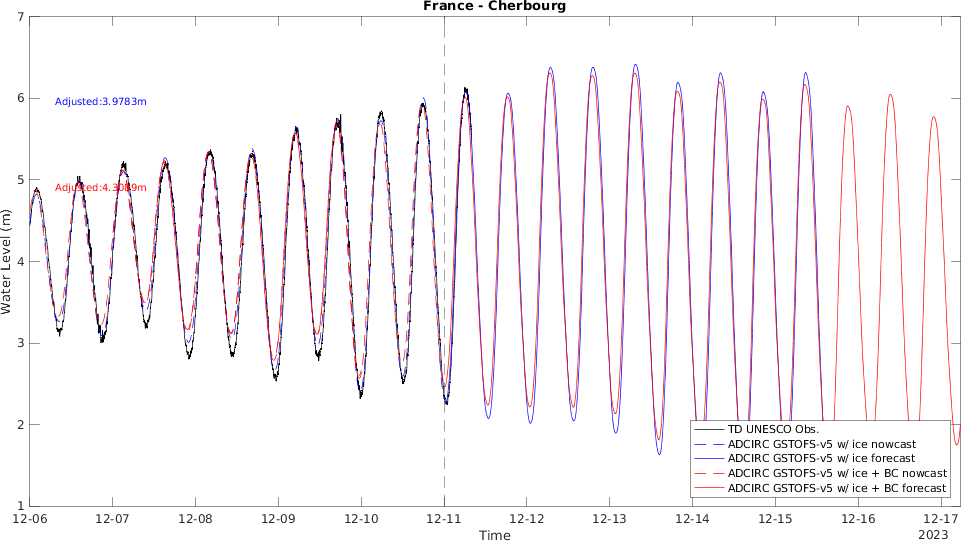 France - Cherbourg
7
6
5
4
3
2
1
Water Level (m)
Adjusted:3.9783m
TD UNESCO Obs.
ADCIRC GSTOFS-v5 w/ ice nowcast
ADCIRC GSTOFS-v5 w/ ice forecast
ADCIRC GSTOFS-v5 w/ ice + BC nowcast
ADCIRC GSTOFS-v5 w/ ice + BC forecast
12-06 12-07 12-08 12-09 12-10 12-11 12-12 12-13 12-14 12-15 12-16 12-17
Time
2023